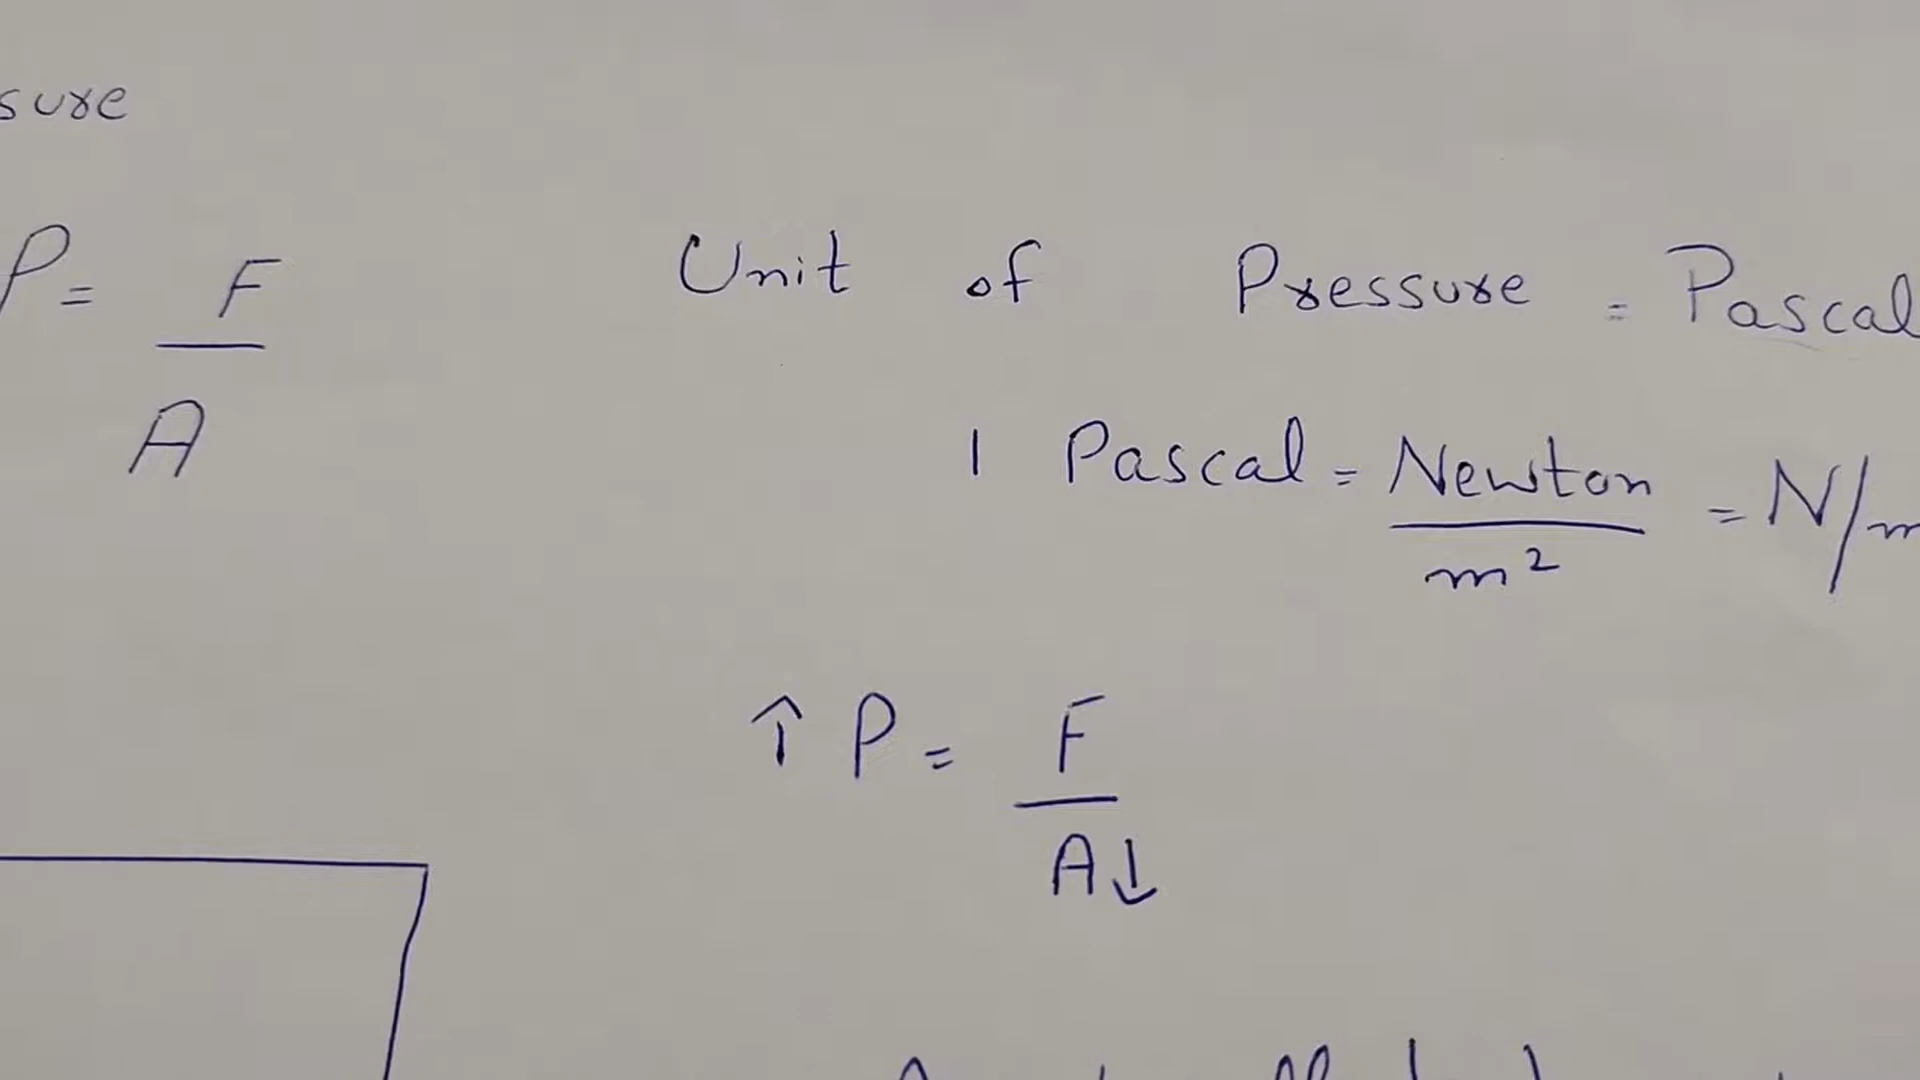 sure
P = F
A
Unit of Pressure = Pascal
1 Pascal = Newton = N/m
m²
↑ P = F
A↓